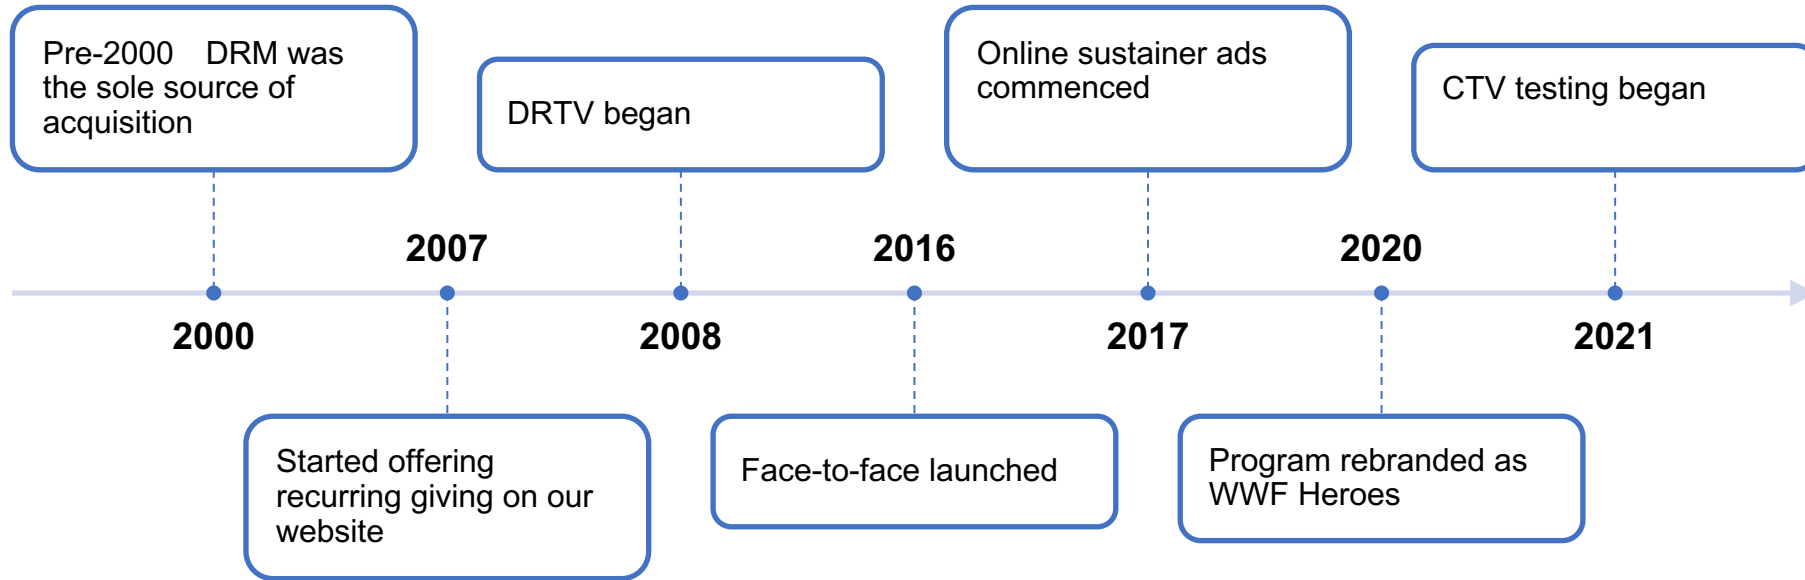 Pre-2000 DRM was
the sole source of
acquisition
DRTV began
Online sustainer ads
commenced
CTV testing began
2007
2016
2020
2000
2008
2017
2021
Started offering
recurring giving on our
website
Face-to-face launched
Program rebranded as
WWF Heroes